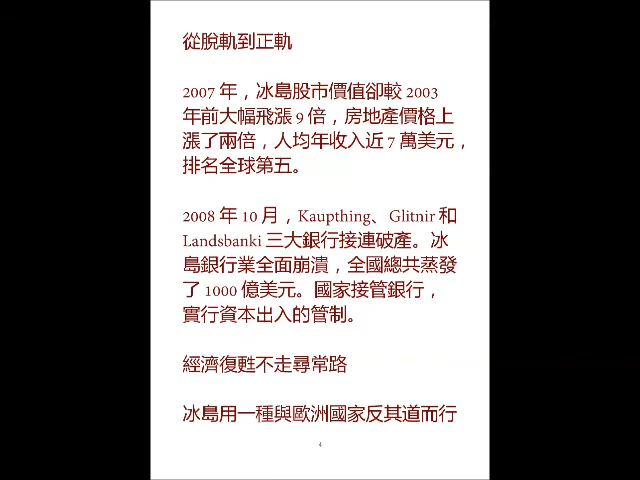 從脫軌到正軌
2007 年，冰島股市價值卻較 2003
年前大幅飛漲 9 倍，房地產價格上
漲了兩倍，人均年收入近 7 萬美元，
排名全球第五。
2008 年 10 月，Kaupthing、Glitnir 和
Landsbanki 三大銀行接連破產。冰
島銀行業全面崩潰，全國總共蒸發
了 1000 億美元。國家接管銀行，
實行資本出入的管制。
經濟復甦不走尋常路
冰島用一種與歐洲國家反其道而行
4